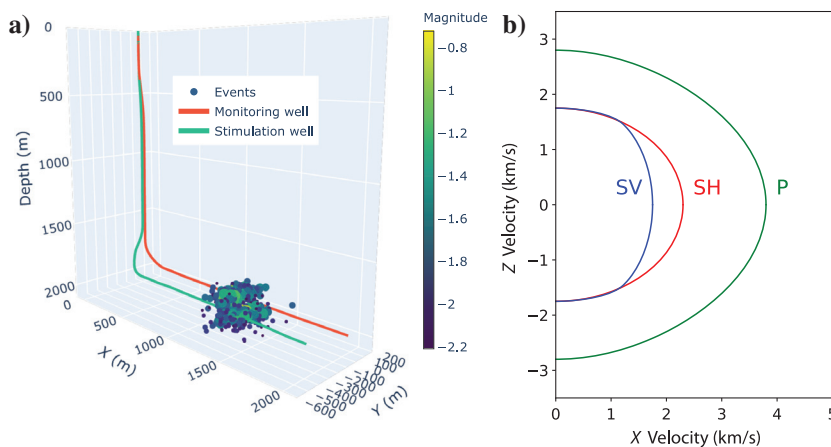 a)
Magnitude
−0.8
−1
−1.2
−1.4
−1.6
−1.8
−2
−2.2
Events
Monitoring well
Stimulation well
Depth (m)
0
500
1000
1500
2000
X (m)
0
500
1000
1500
2000
Y (m)
b)
Z Velocity (km/s)
3
2
1
0
−1
−2
−3
SV
SH
P
0
1
2
3
4
5
X Velocity (km/s)